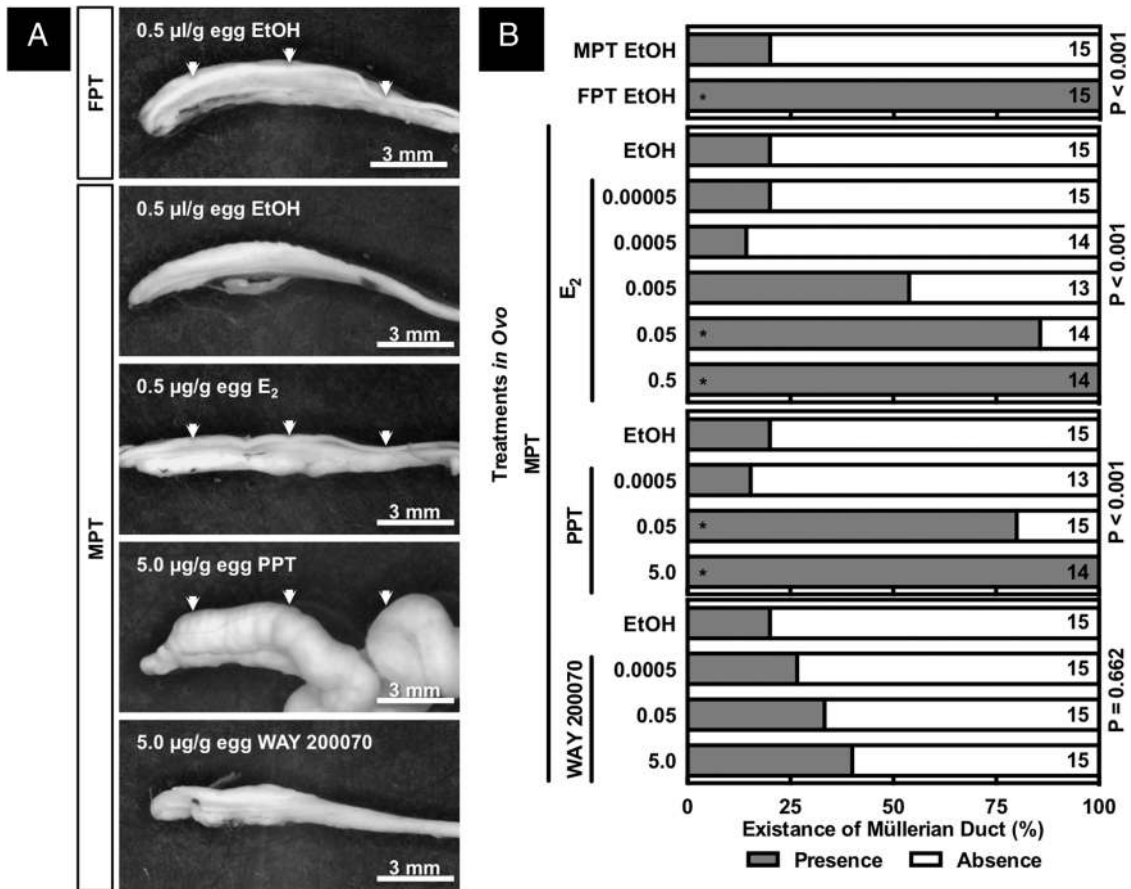 A
FPT
0.5 µl/g egg EtOH
3 mm
MPT
0.5 µl/g egg EtOH
3 mm
0.5 µg/g egg E₂
3 mm
5.0 µg/g egg PPT
3 mm
5.0 µg/g egg WAY 200070
3 mm
B
Treatments in Ovo
MPT
MPT EtOH 15
FPT EtOH * 15
P < 0.001
EtOH 15
E₂
0.00005 15
0.0005 14
0.005 13
0.05 * 14
0.5 * 14
P < 0.001
EtOH 15
PPT
0.0005 13
0.05 * 15
5.0 * 14
P < 0.001
EtOH 15
WAY 200070
0.0005 15
0.05 15
5.0 15
P = 0.662
0 25 50 75 100
Existance of Müllerian Duct (%)
Presence Absence